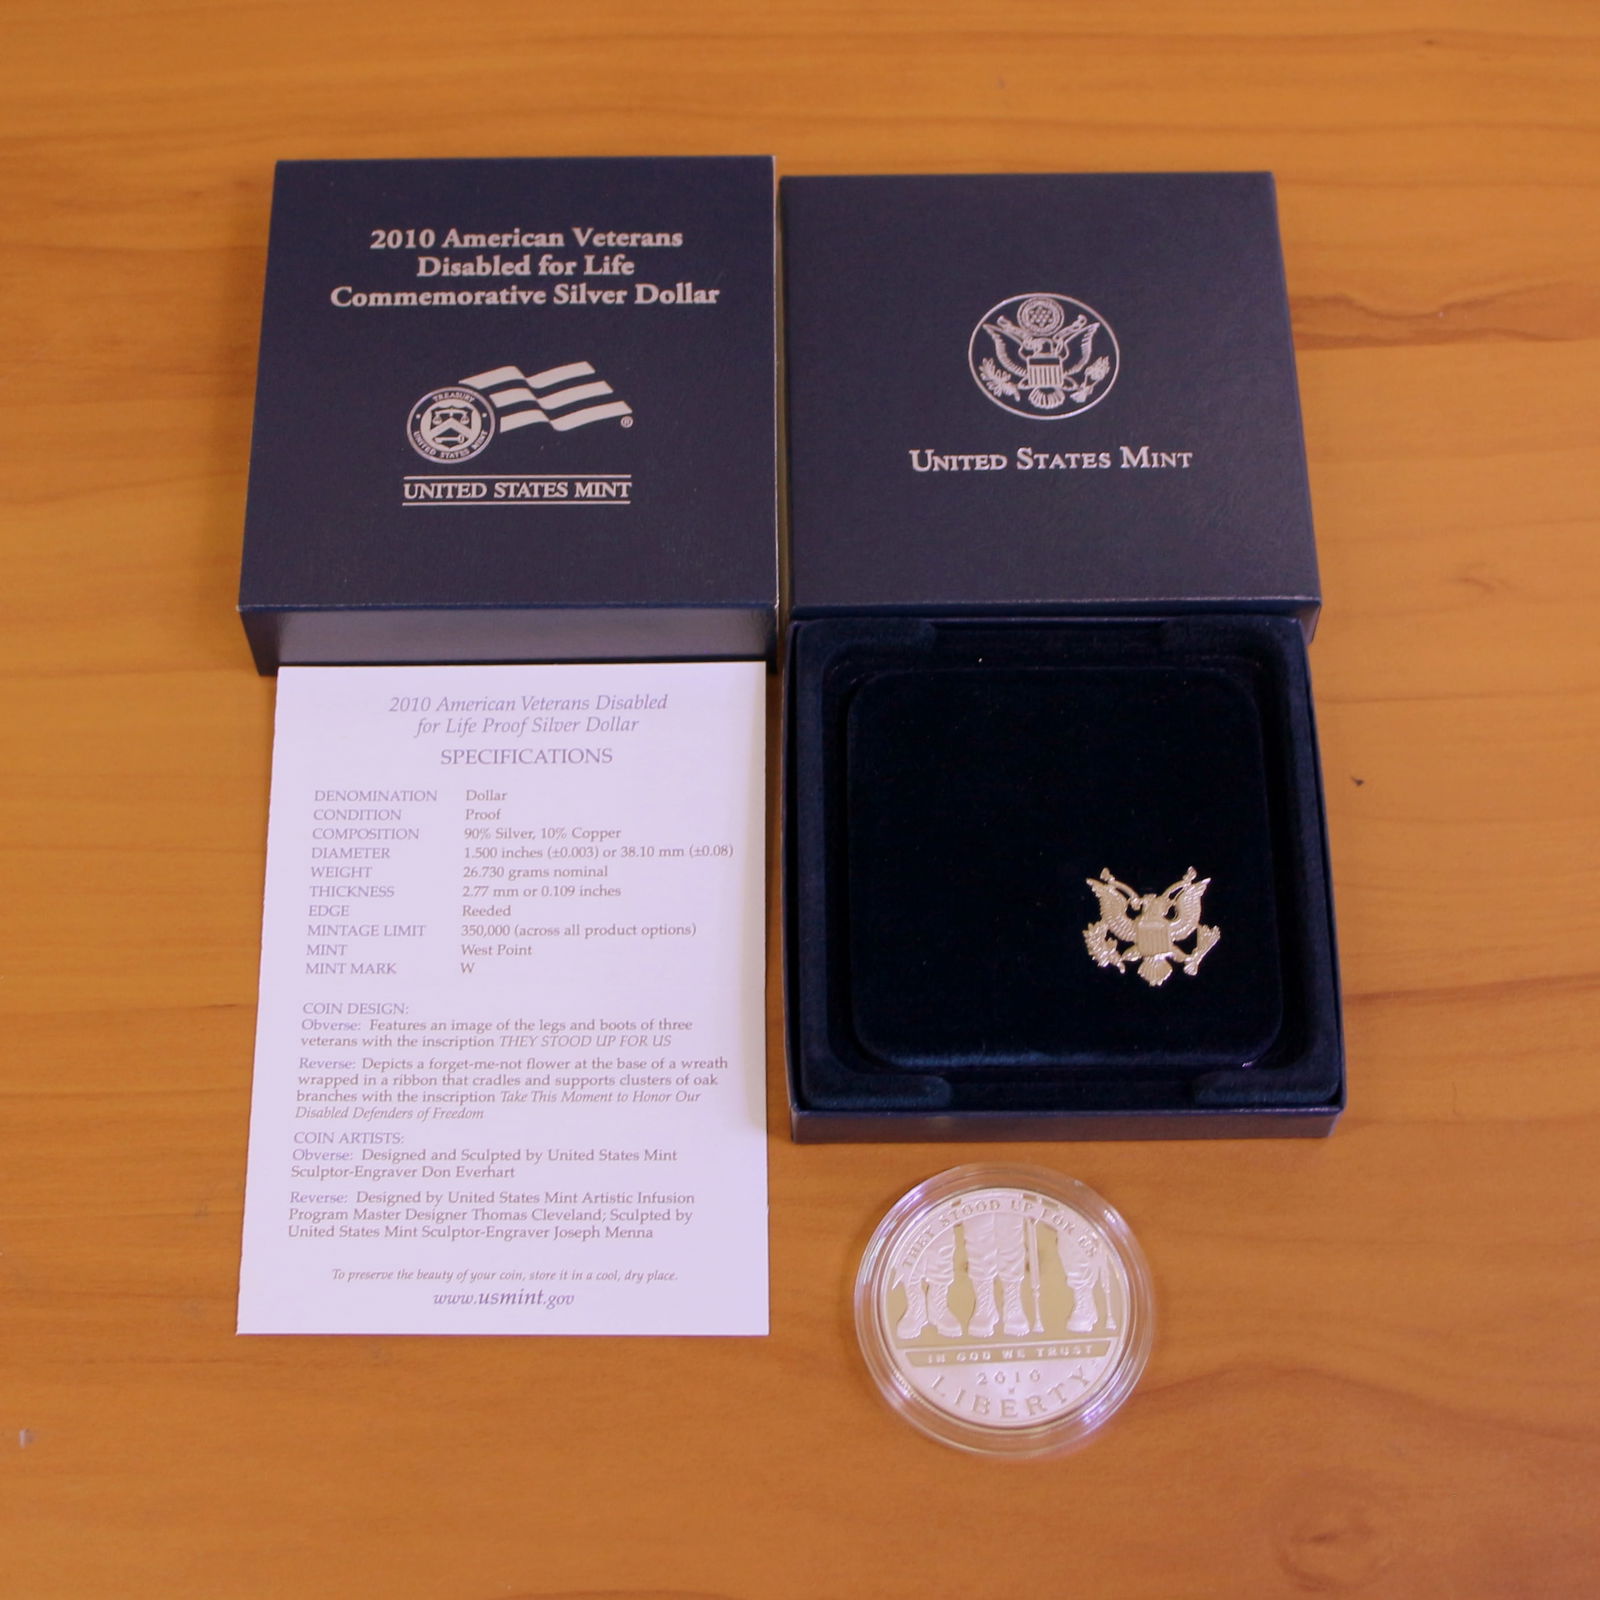 2010 American Veterans
Disabled for Life
Commemorative Silver Dollar
TREASURY
UNITED STATES MINT
®
UNITED STATES MINT
UNITED STATES MINT
2010 American Veterans Disabled
for Life Proof Silver Dollar
SPECIFICATIONS
DENOMINATION Dollar
CONDITION Proof
COMPOSITION 90% Silver, 10% Copper
DIAMETER 1.500 inches (±0.003) or 38.10 mm (±0.08)
WEIGHT 26.730 grams nominal
THICKNESS 2.77 mm or 0.109 inches
EDGE Reeded
MINTAGE LIMIT 350,000 (across all product options)
MINT West Point
MINT MARK W
COIN DESIGN:
Obverse: Features an image of the legs and boots of three
veterans with the inscription THEY STOOD UP FOR US
Reverse: Depicts a forget-me-not flower at the base of a wreath
wrapped in a ribbon that cradles and supports clusters of oak
branches with the inscription Take This Moment to Honor Our
Disabled Defenders of Freedom
COIN ARTISTS:
Obverse: Designed and Sculpted by United States Mint
Sculptor-Engraver Don Everhart
Reverse: Designed by United States Mint Artistic Infusion
Program Master Designer Thomas Cleveland; Sculpted by
United States Mint Sculptor-Engraver Joseph Menna
To preserve the beauty of your coin, store it in a cool, dry place.
www.usmint.gov
THEY STOOD UP FOR US
IN GOD WE TRUST
2010
W
LIBERTY